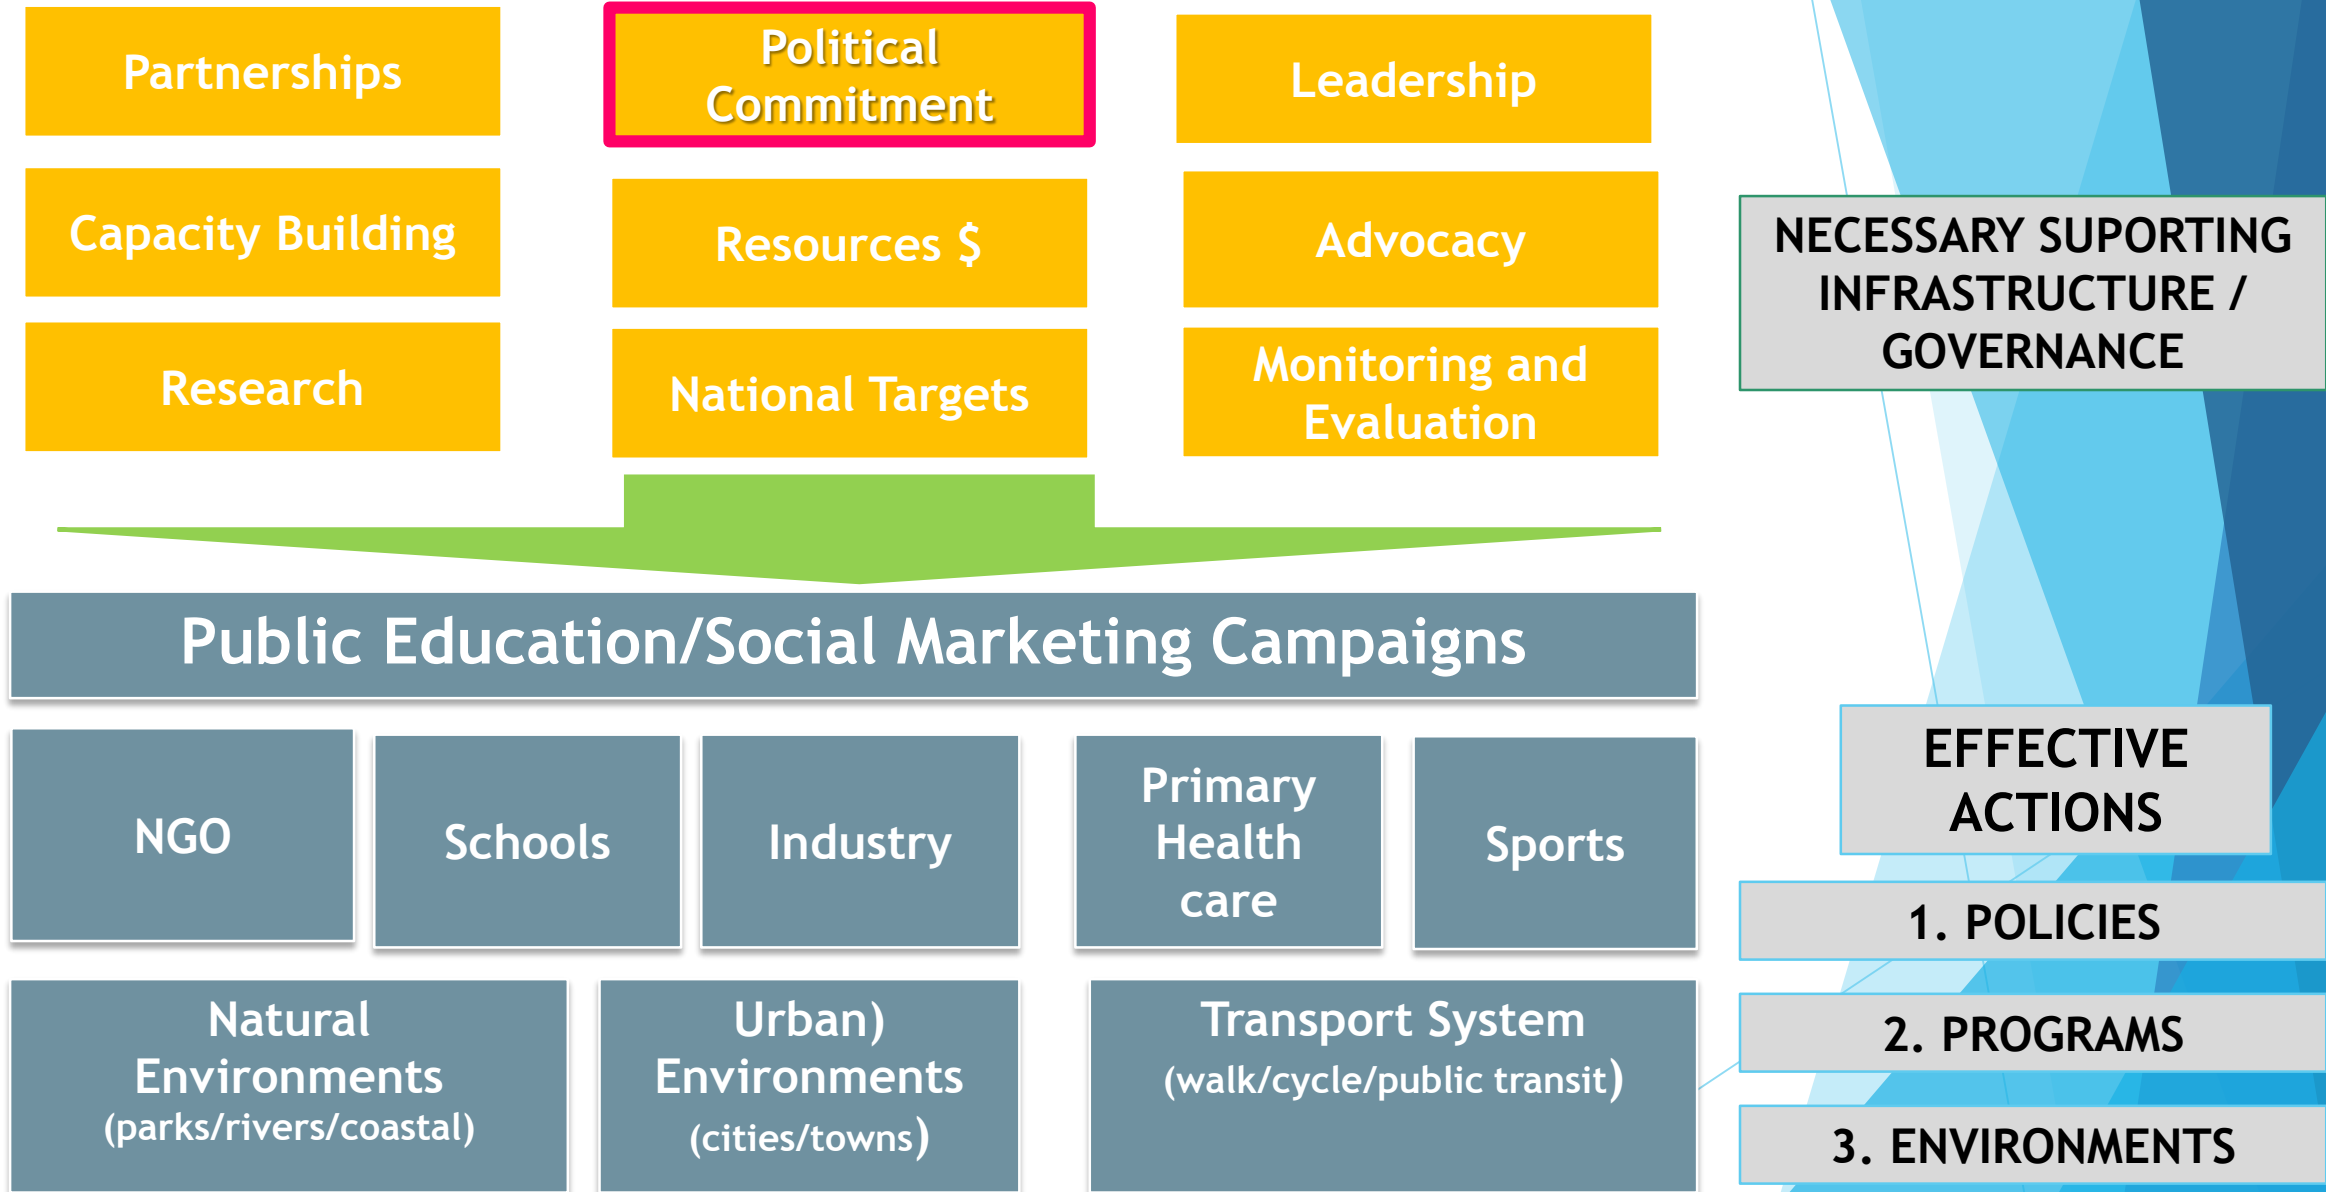 Partnerships
Political
Commitment
Leadership
Capacity Building
Resources $
Advocacy
Research
National Targets
Monitoring and
Evaluation
NECESSARY SUPORTING
INFRASTRUCTURE /
GOVERNANCE
Public Education/Social Marketing Campaigns
NGO
Schools
Industry
Primary
Health
care
Sports
Natural
Environments
(parks/rivers/coastal)
Urban)
Environments
(cities/towns)
Transport System
(walk/cycle/public transit)
EFFECTIVE
ACTIONS
1. POLICIES
2. PROGRAMS
3. ENVIRONMENTS